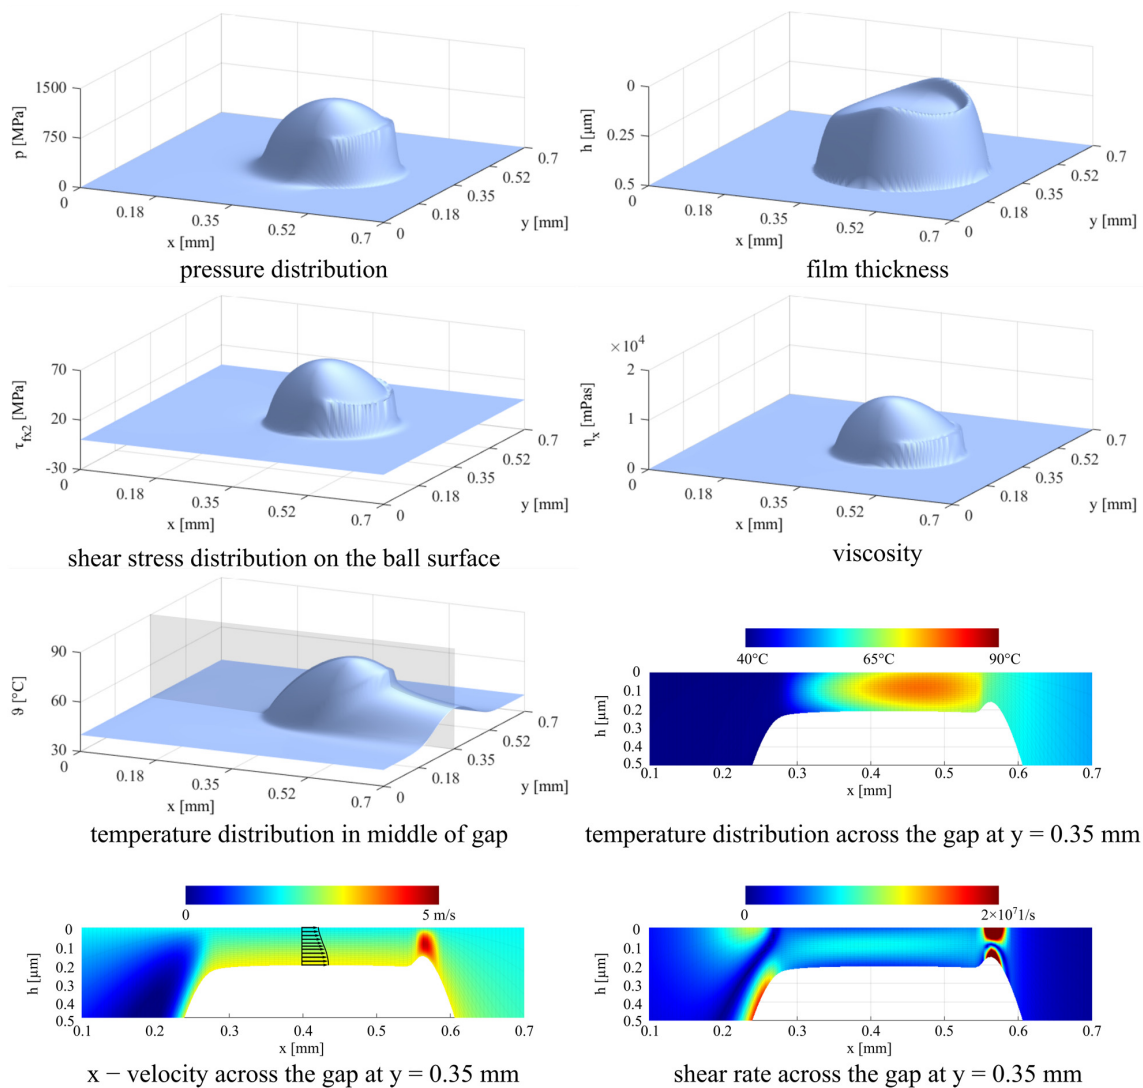 1500
750
0
p [MPa]
0
0.18
0.35
0.52
0.7
x [mm]
0
0.18
0.35
0.52
0.7
y [mm]
pressure distribution
0
0.25
0.5
h [μm]
0
0.18
0.35
0.52
0.7
x [mm]
0
0.18
0.35
0.52
0.7
y [mm]
film thickness
70
20
-30
τfx2 [MPa]
0
0.18
0.35
0.52
0.7
x [mm]
0
0.18
0.35
0.52
0.7
y [mm]
shear stress distribution on the ball surface
×10⁴
2
1
0
ηx [mPas]
0
0.18
0.35
0.52
0.7
x [mm]
0
0.18
0.35
0.52
0.7
y [mm]
viscosity
90
60
30
ϑ [°C]
0
0.18
0.35
0.52
0.7
x [mm]
0
0.18
0.35
0.52
0.7
y [mm]
temperature distribution in middle of gap
40°C 65°C 90°C
0
0.1
0.2
0.3
0.4
0.5
h [μm]
0.1 0.2 0.3 0.4 0.5 0.6 0.7
x [mm]
temperature distribution across the gap at y = 0.35 mm
0 5 m/s
0
0.1
0.2
0.3
0.4
0.5
h [μm]
0.1 0.2 0.3 0.4 0.5 0.6 0.7
x [mm]
x − velocity across the gap at y = 0.35 mm
0 2×10⁷1/s
0
0.1
0.2
0.3
0.4
0.5
h [μm]
0.1 0.2 0.3 0.4 0.5 0.6 0.7
x [mm]
shear rate across the gap at y = 0.35 mm